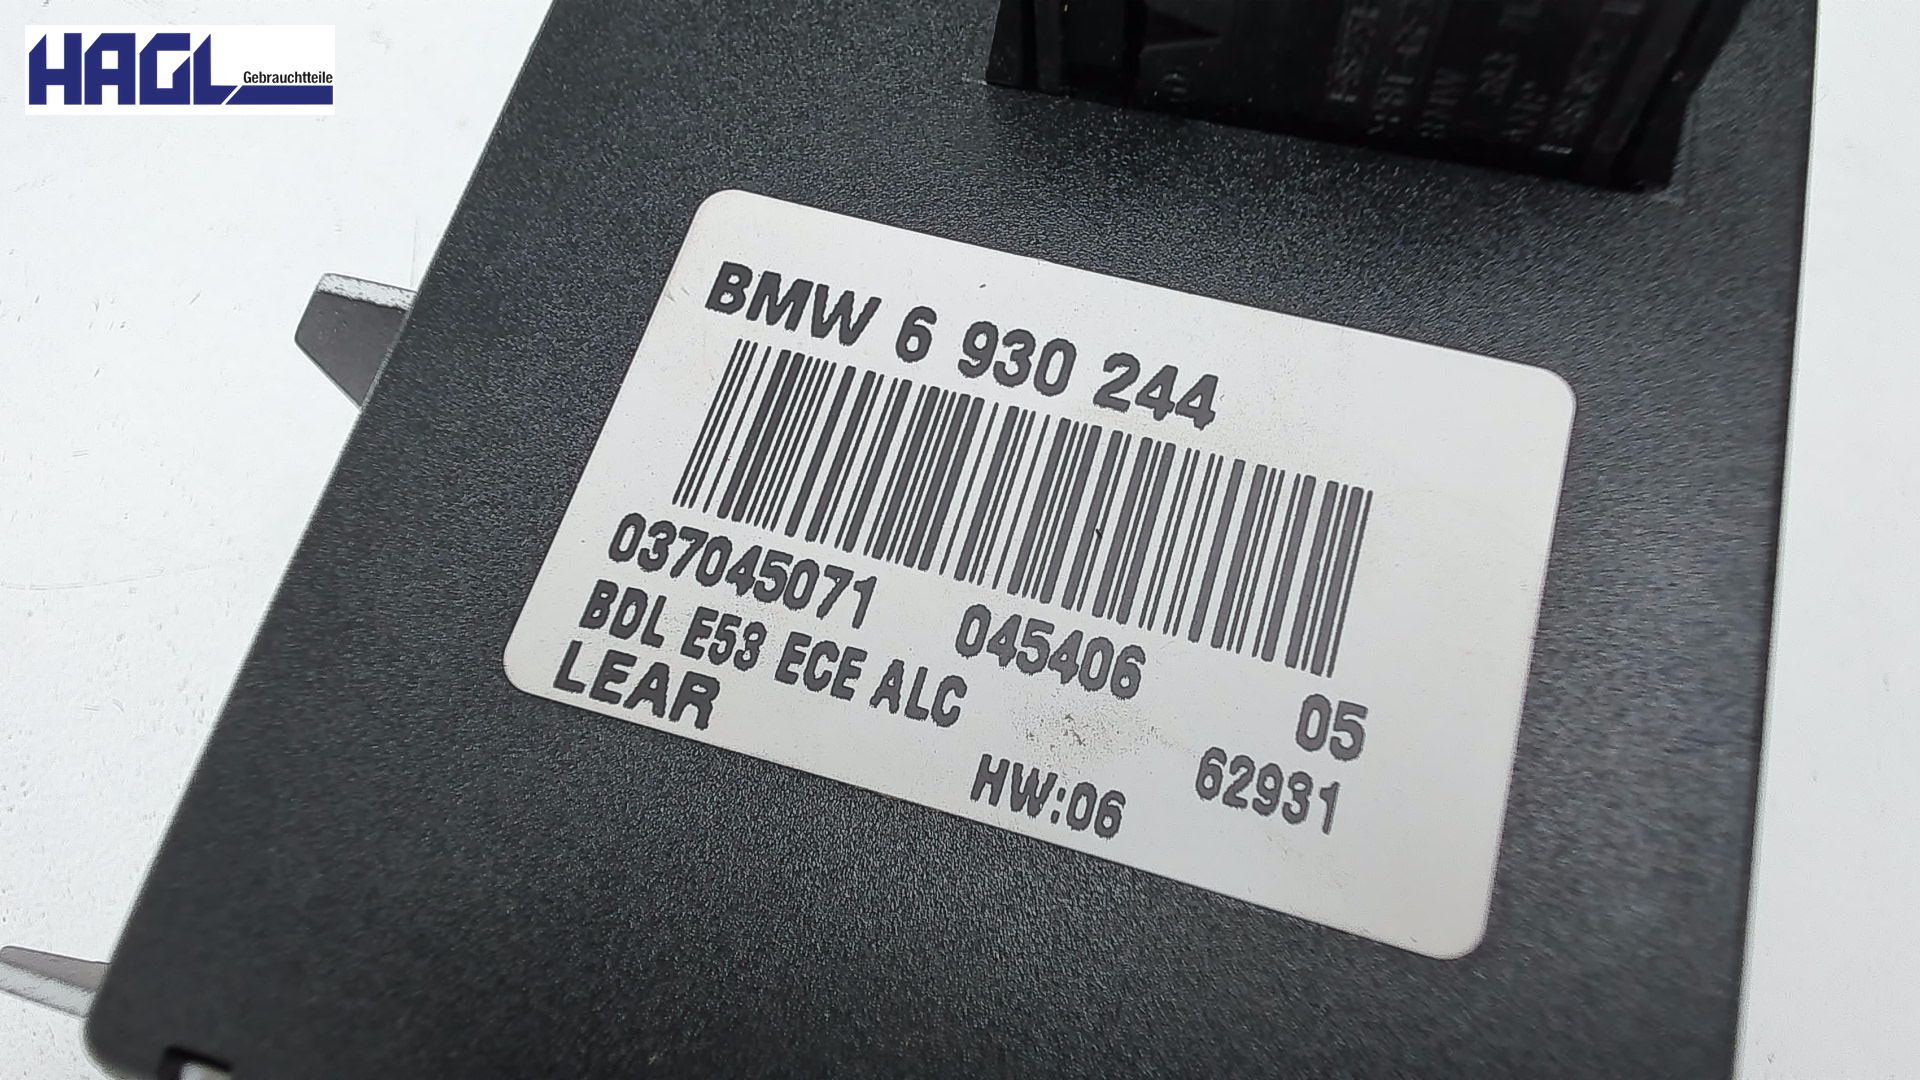 HAGL
Gebrauchtteile
BMW 6 930 244
037045071 045406 05
BDL E53 ECE ALC 62931
LEAR HW:06